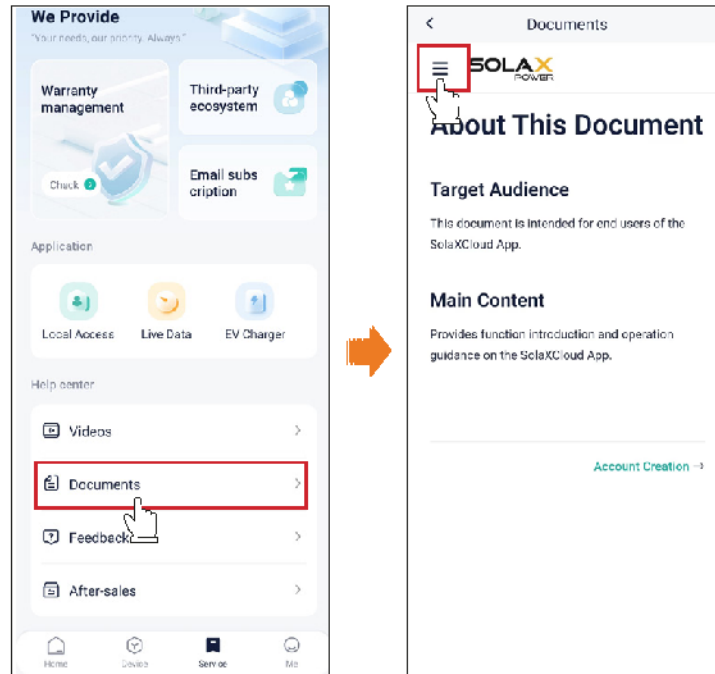 We Provide
"Your needs, our priority. Always."
Warranty
management
Check
Third-party
ecosystem
Email subs
cription
Application
Local Access
Live Data
EV Charger
Help center
Videos
Documents
Feedback
After-sales
Home
Device
Service
Me
Documents
SOLAX
POWER
About This Document
Target Audience
This document is intended for end users of the
SolaXCloud App.
Main Content
Provides function introduction and operation
guidance on the SolaXCloud App.
Account Creation →